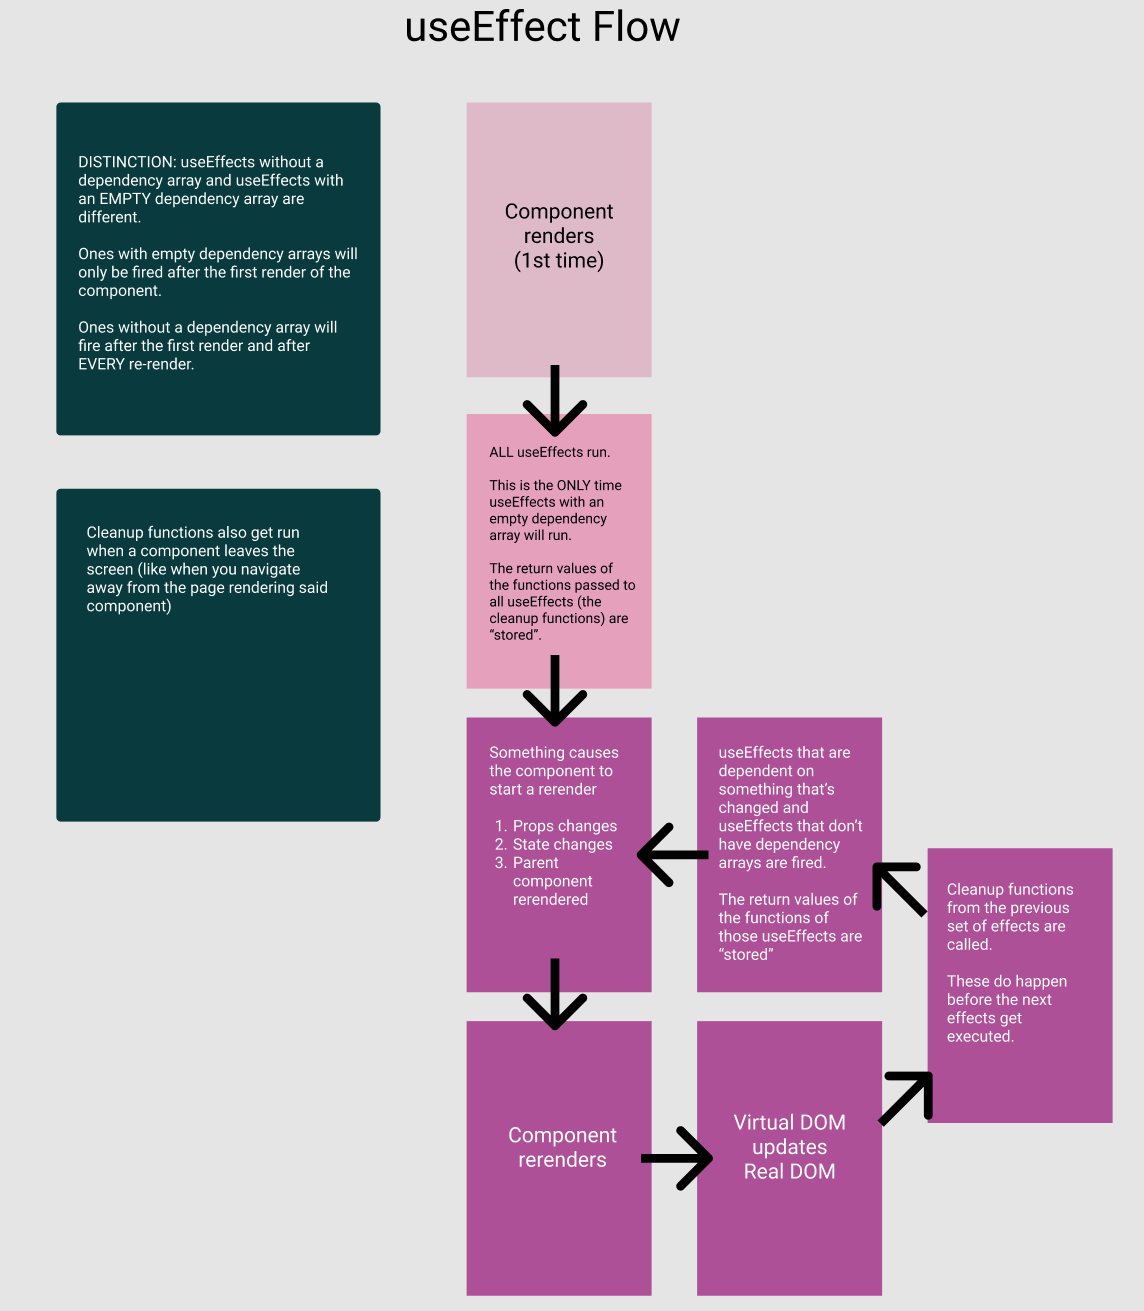 useEffect Flow
DISTINCTION: useEffects without a
dependency array and useEffects with
an EMPTY dependency array are
different.
Ones with empty dependency arrays will
only be fired after the first render of the
component.
Ones without a dependency array will
fire after the first render and after
EVERY re-render.
Cleanup functions also get run
when a component leaves the
screen (like when you navigate
away from the page rendering said
component)
Component
renders
(1st time)
ALL useEffects run.
This is the ONLY time
useEffects with an
empty dependency
array will run.
The return values of
the functions passed to
all useEffects (the
cleanup functions) are
“stored”.
Something causes
the component to
start a rerender
1. Props changes
2. State changes
3. Parent
component
rerendered
Component
rerenders
Virtual DOM
updates
Real DOM
Cleanup functions
from the previous
set of effects are
called.
These do happen
before the next
effects get
executed.
useEffects that are
dependent on
something that’s
changed and
useEffects that don’t
have dependency
arrays are fired.
The return values of
the functions of
those useEffects are
“stored”